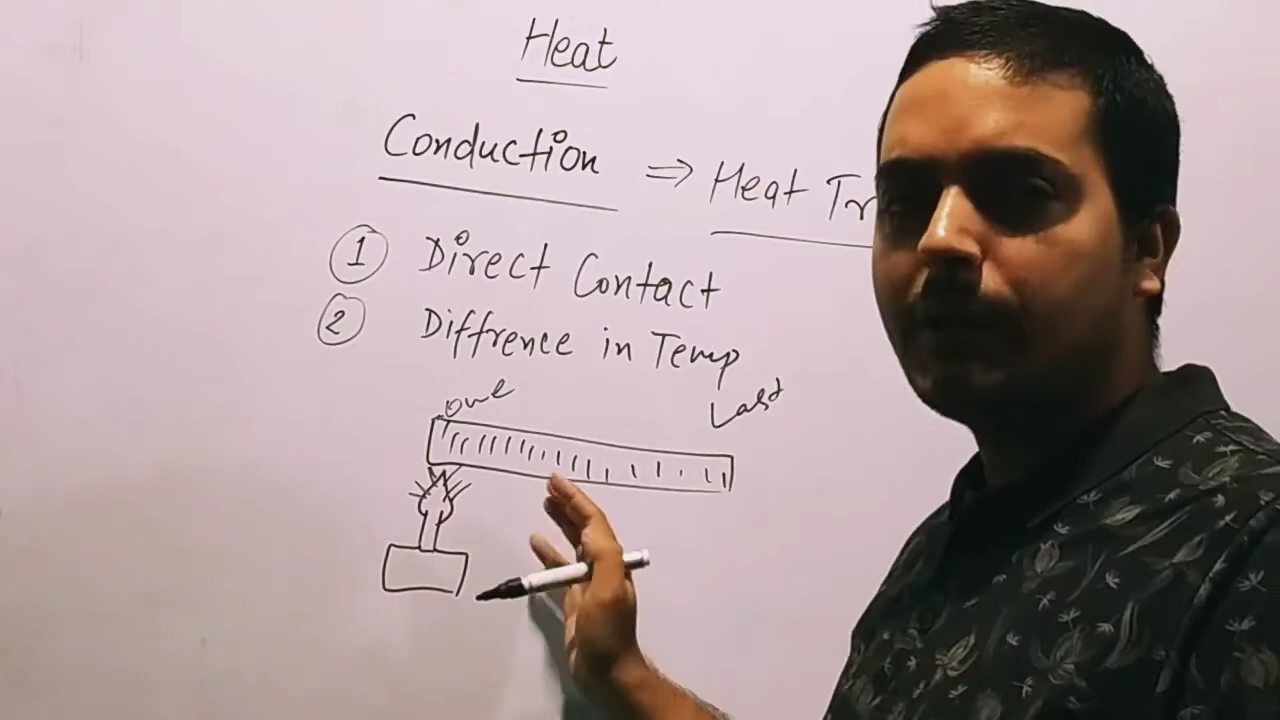 Heat
Conduction ⇒ Heat Tr
1 Direct Contact
2 Diffrence in Temp
one Last